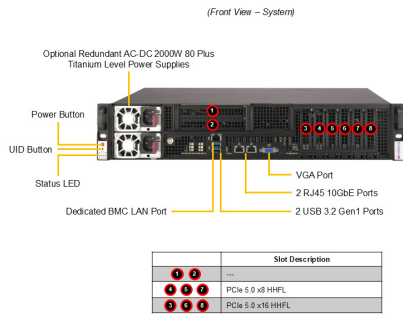 (Front View – System)
Optional Redundant AC-DC 2000W 80 Plus
Titanium Level Power Supplies
1
2
3 4 5 6 7 8
Power Button
UID Button
Status LED
VGA Port
2 RJ45 10GbE Ports
Dedicated BMC LAN Port
2 USB 3.2 Gen1 Ports
Slot Description
1 2 ---
4 5 7 PCIe 5.0 x8 HHFL
3 6 8 PCIe 5.0 x16 HHFL